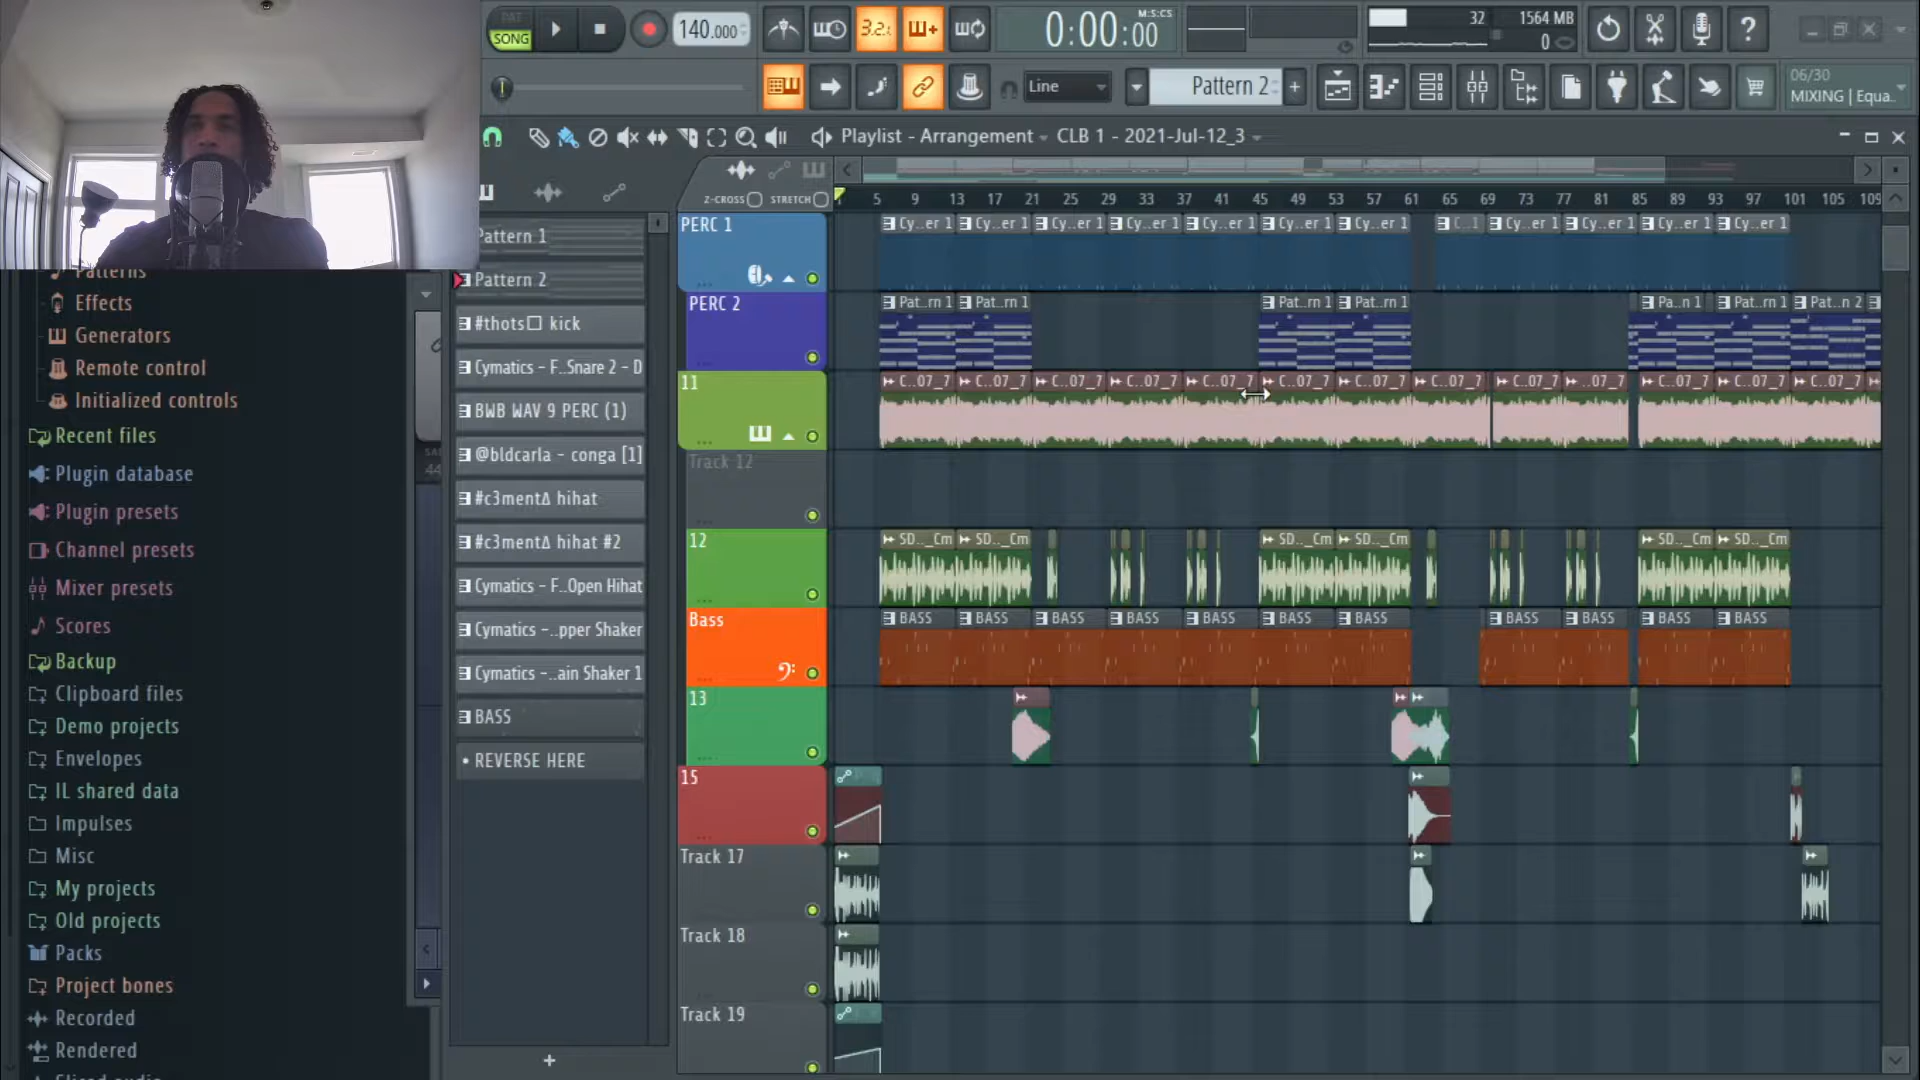 PAT
SONG
140.000
3.2.1
0:00:00
M:S:CS
32
1564 MB
0
Line
Pattern 2
+
06/30
MIXING | Equa..
Playlist - Arrangement
CLB 1 - 2021-Jul-12_3
Z-CROSS
STRETCH
5 9 13 17 21 25 29 33 37 41 45 49 53 57 61 65 69 73 77 81 85 89 93 97 101 105 109
Patterns
Effects
Generators
Remote control
Initialized controls
Recent files
Plugin database
Plugin presets
Channel presets
Mixer presets
Scores
Backup
Clipboard files
Demo projects
Envelopes
IL shared data
Impulses
Misc
My projects
Old projects
Packs
Project bones
Recorded
Rendered
Sliced audio
44
Pattern 1
Pattern 2
#thots□ kick
Cymatics - F..Snare 2 - D
BWB WAV 9 PERC (1)
@bldcarla - conga [1]
#c3ment∆ hihat
#c3ment∆ hihat #2
Cymatics - F..Open Hihat
Cymatics -..pper Shaker
Cymatics -..ain Shaker 1
BASS
• REVERSE HERE
+
PERC 1
Cy..er 1 Cy..er 1 Cy..er 1 Cy..er 1 Cy..er 1 Cy..er 1 Cy..er 1 C..1 Cy..er 1 Cy..er 1 Cy..er 1 Cy..er 1
PERC 2
Pat..rn 1 Pat..rn 1 Pat..rn 1 Pat..rn 1 Pa..n 1 Pat..rn 1 Pat..n 2
11
C..07_7 C..07_7 C..07_7 C..07_7 C..07_7 C..07_7 C..07_7 C..07_7 C..07_7 ..07_7 C..07_7 C..07_7 C..07_7
Track 12
12
SD.._Cm SD.._Cm SD.._Cm SD.._Cm SD.._Cm SD.._Cm
Bass
BASS BASS BASS BASS BASS BASS BASS BASS BASS BASS BASS
13
15
Track 17
Track 18
Track 19